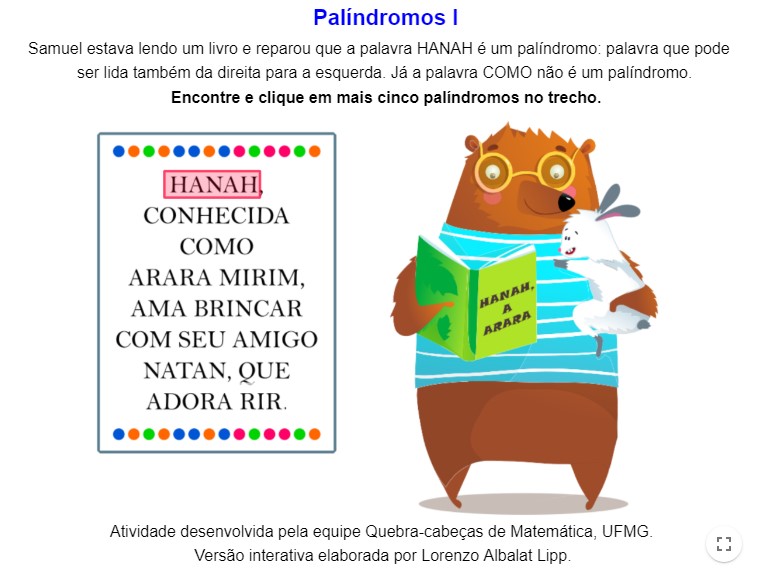 Palíndromos I
Samuel estava lendo um livro e reparou que a palavra HANAH é um palíndromo: palavra que pode
ser lida também da direita para a esquerda. Já a palavra COMO não é um palíndromo.
Encontre e clique em mais cinco palíndromos no trecho.
HANAH,
CONHECIDA
COMO
ARARA MIRIM,
AMA BRINCAR
COM SEU AMIGO
NATAN, QUE
ADORA RIR.
HANAH,
A
ARARA
Atividade desenvolvida pela equipe Quebra-cabeças de Matemática, UFMG.
Versão interativa elaborada por Lorenzo Albalat Lipp.